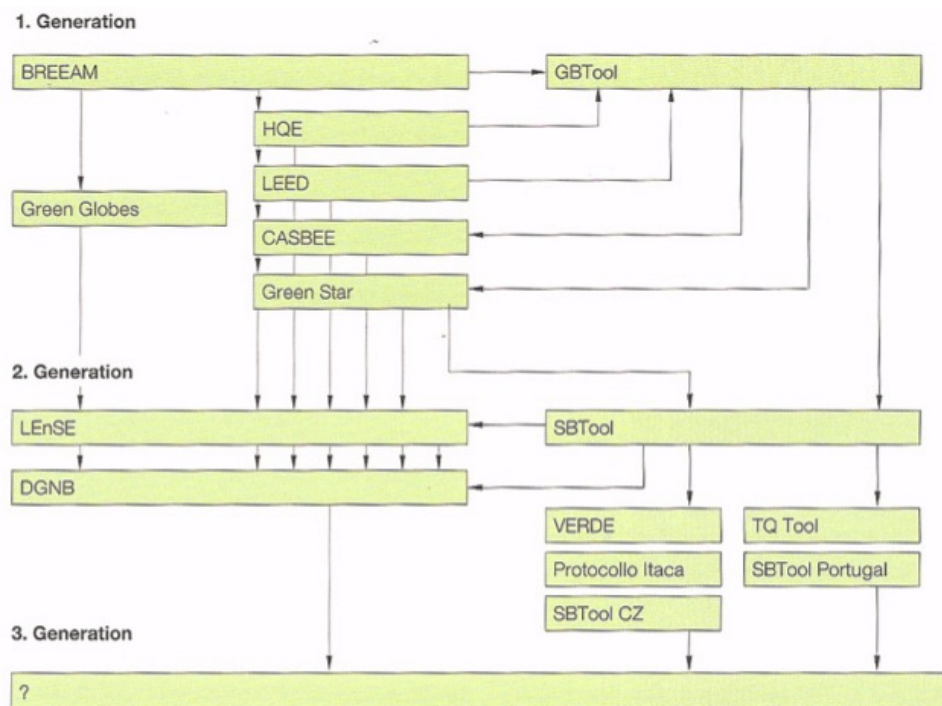 1. Generation
BREEAM
GBTool
HQE
LEED
Green Globes
CASBEE
Green Star
2. Generation
LEnSE
SBTool
DGNB
VERDE
TQ Tool
Protocollo Itaca
SBTool Portugal
SBTool CZ
3. Generation
?